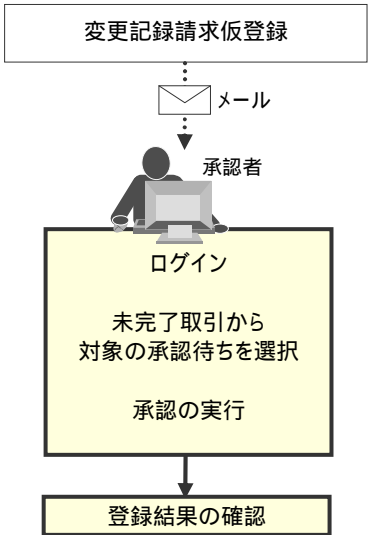 変更記録請求仮登録
メール
承認者
ログイン
未完了取引から
対象の承認待ちを選択
承認の実行
登録結果の確認